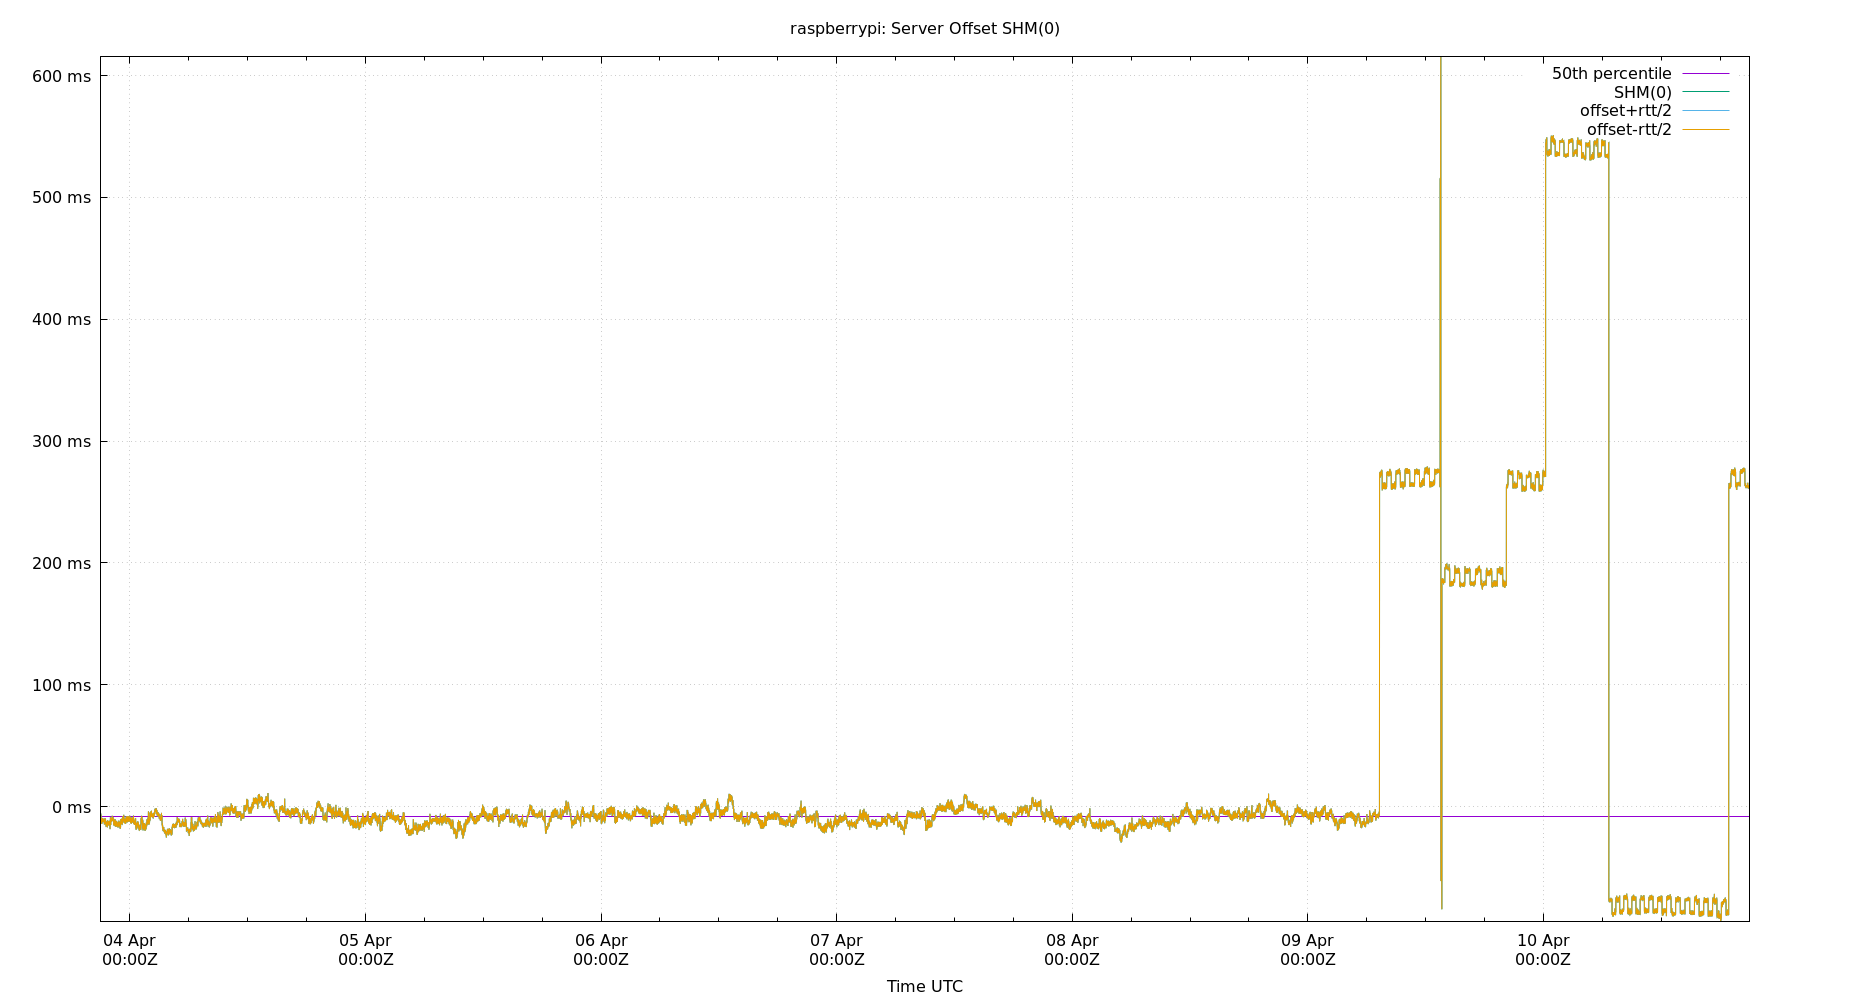 raspberrypi: Server Offset SHM(0)
600 ms
500 ms
400 ms
300 ms
200 ms
100 ms
0 ms
50th percentile
SHM(0)
offset+rtt/2
offset-rtt/2
04 Apr
00:00Z
05 Apr
00:00Z
06 Apr
00:00Z
07 Apr
00:00Z
08 Apr
00:00Z
09 Apr
00:00Z
10 Apr
00:00Z
Time UTC